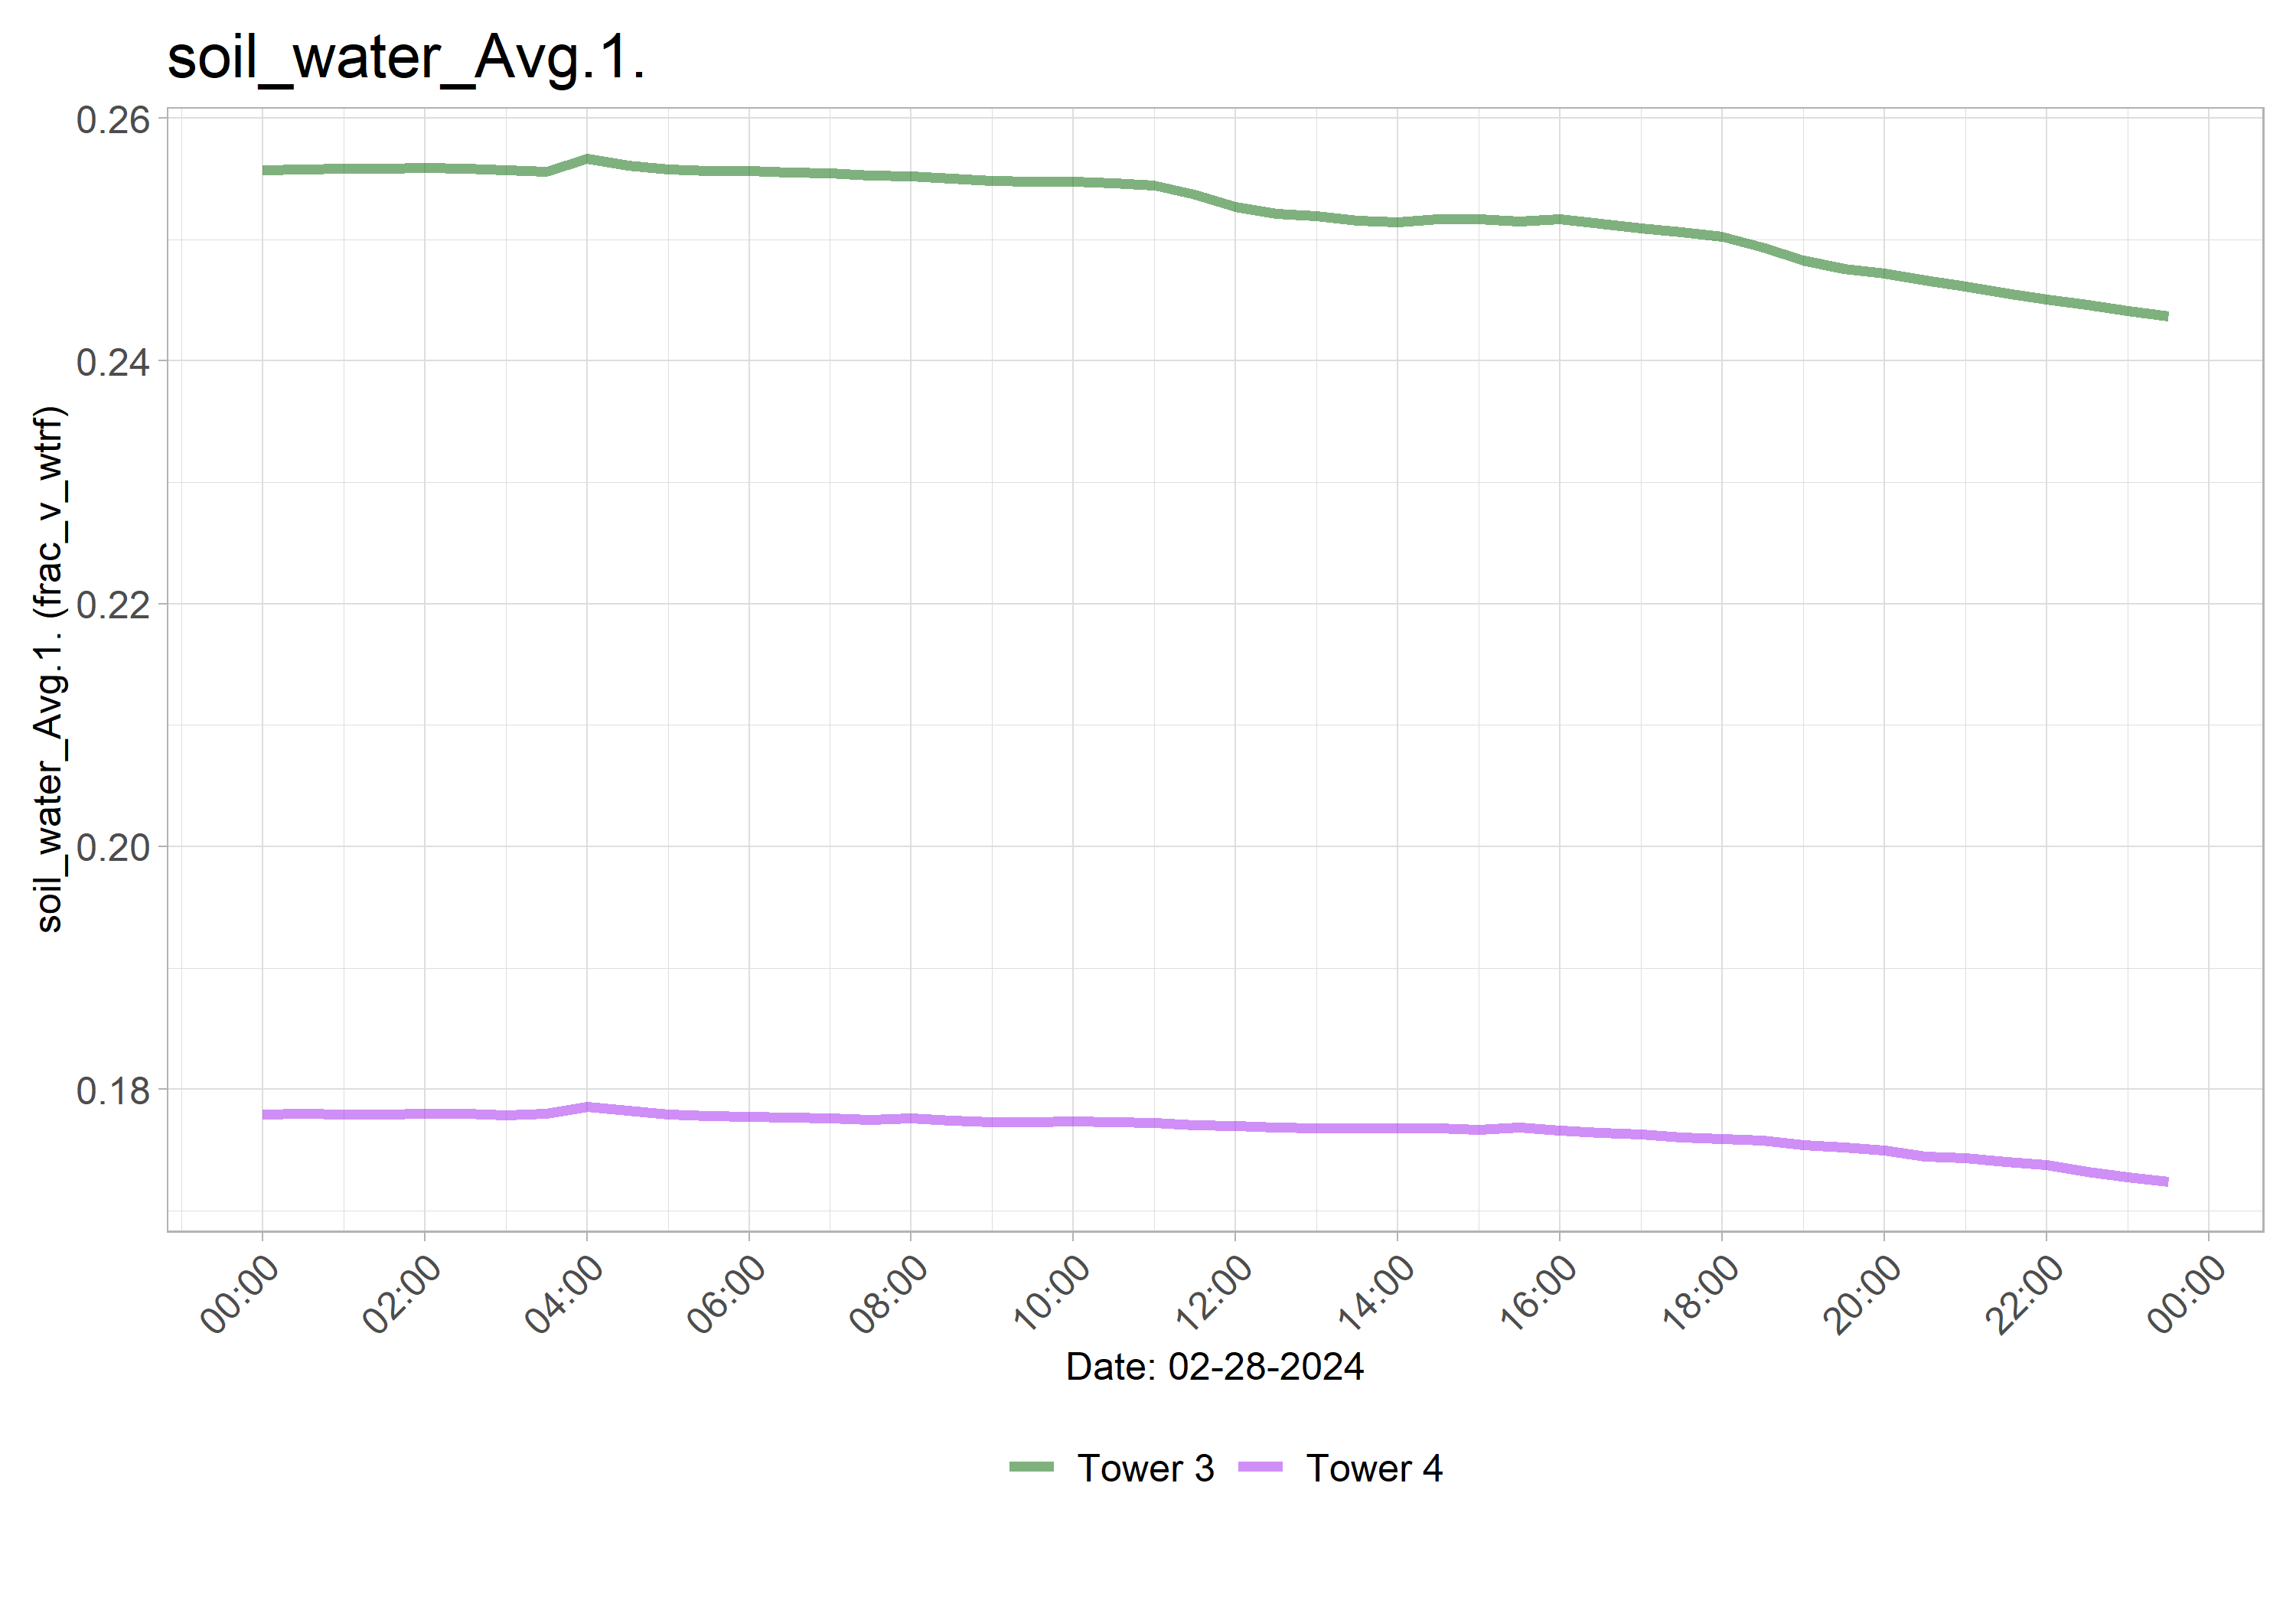 soil_water_Avg.1.
soil_water_Avg.1. (frac_v_wtrf)
0.26
0.24
0.22
0.20
0.18
00:00 02:00 04:00 06:00 08:00 10:00 12:00 14:00 16:00 18:00 20:00 22:00 00:00
Date: 02-28-2024
Tower 3 Tower 4